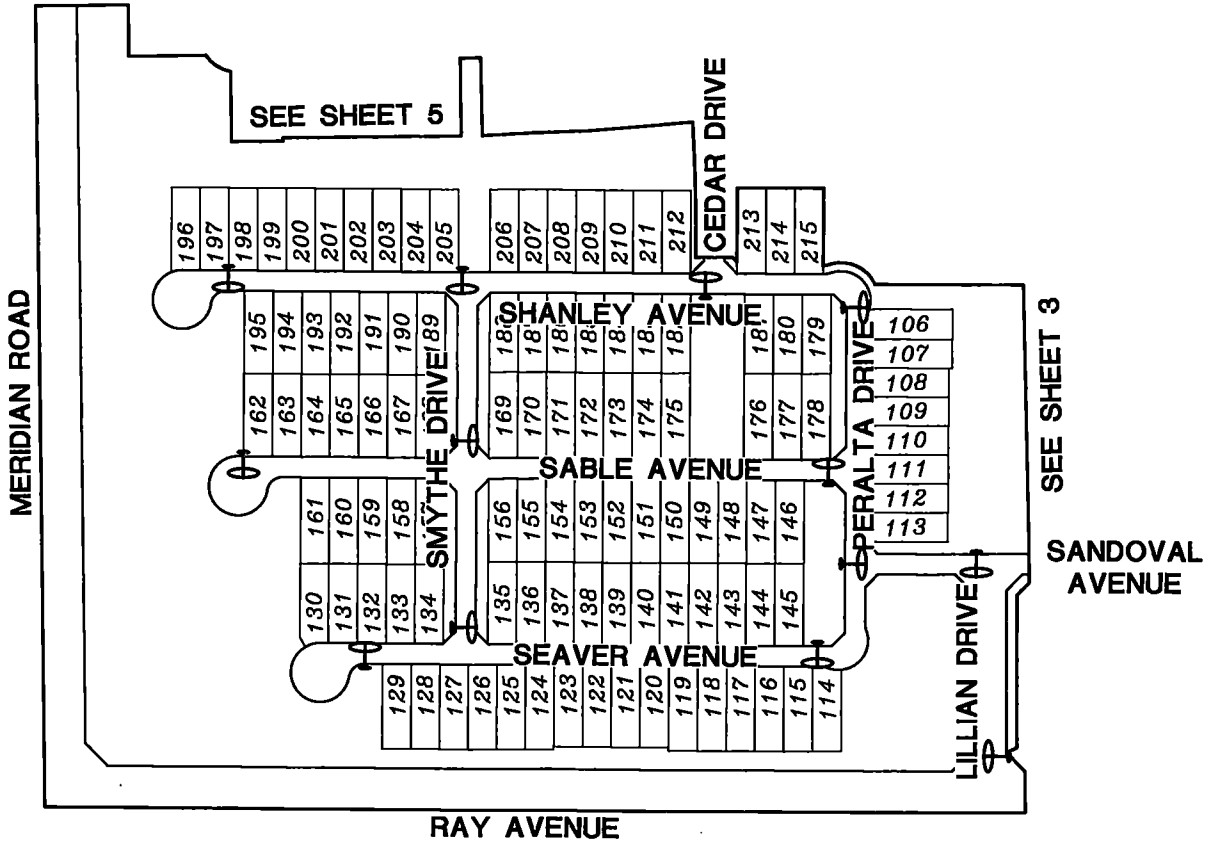 CEDAR DRIVE
SEE SHEET 5
196 197 198 199 200 201 202 203 204 205 206 207 208 209 210 211 212 213 214 215
MERIDIAN ROAD
SHANLEY AVENUE
195 194 193 192 191 190 189 180 179
SMYTHE DRIVE
PERALTA DRIVE
106
107
108
109
110
111
112
113
SEE SHEET 3
162 163 164 165 166 167 169 170 171 172 173 174 175 176 177 178
SABLE AVENUE
161 160 159 158 156 155 154 153 152 151 150 149 148 147 146
SANDOVAL
AVENUE
130 131 132 133 134 135 136 137 138 139 140 141 142 143 144 145
SEAVER AVENUE
LILLIAN DRIVE
129 128 127 126 125 124 123 122 121 120 119 118 117 116 115 114
RAY AVENUE